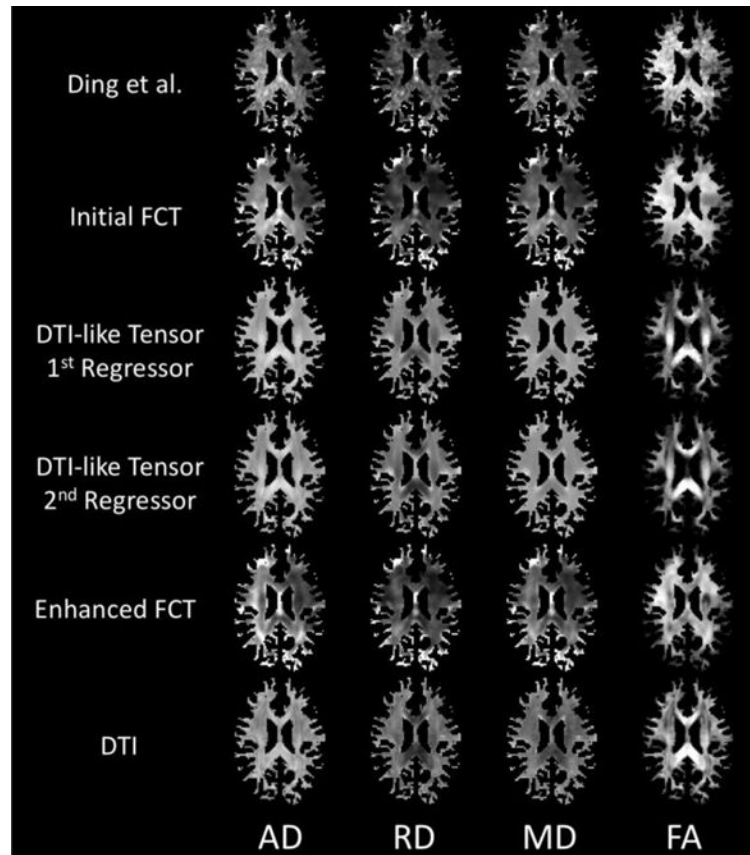 Ding et al.
Initial FCT
DTI-like Tensor
1st Regressor
DTI-like Tensor
2nd Regressor
Enhanced FCT
DTI
AD RD MD FA